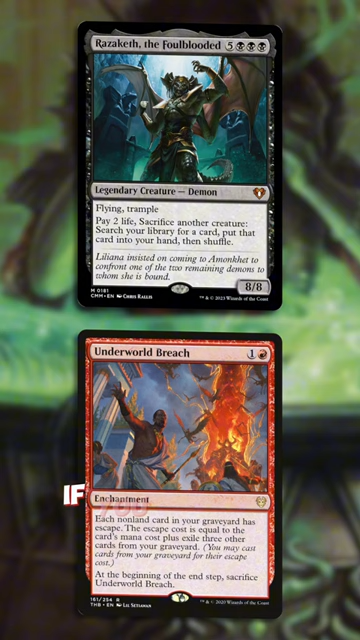 Razaketh, the Foulblooded 5
Legendary Creature — Demon
Flying, trample
Pay 2 life, Sacrifice another creature:
Search your library for a card, put that
card into your hand, then shuffle.
Liliana insisted on coming to Amonkhet to
confront one of the two remaining demons to
whom she is bound.
8/8
M 0181
CMM • EN Chris Rallis
™ & © 2023 Wizards of the Coast
Underworld Breach 1
IF YOU
Enchantment
Each nonland card in your graveyard has
escape. The escape cost is equal to the
card's mana cost plus exile three other
cards from your graveyard. (You may cast
cards from your graveyard for their escape
cost.)
At the beginning of the end step, sacrifice
Underworld Breach.
161/254 R
THB • EN Lie Setiawan
™ & © 2020 Wizards of the Coast